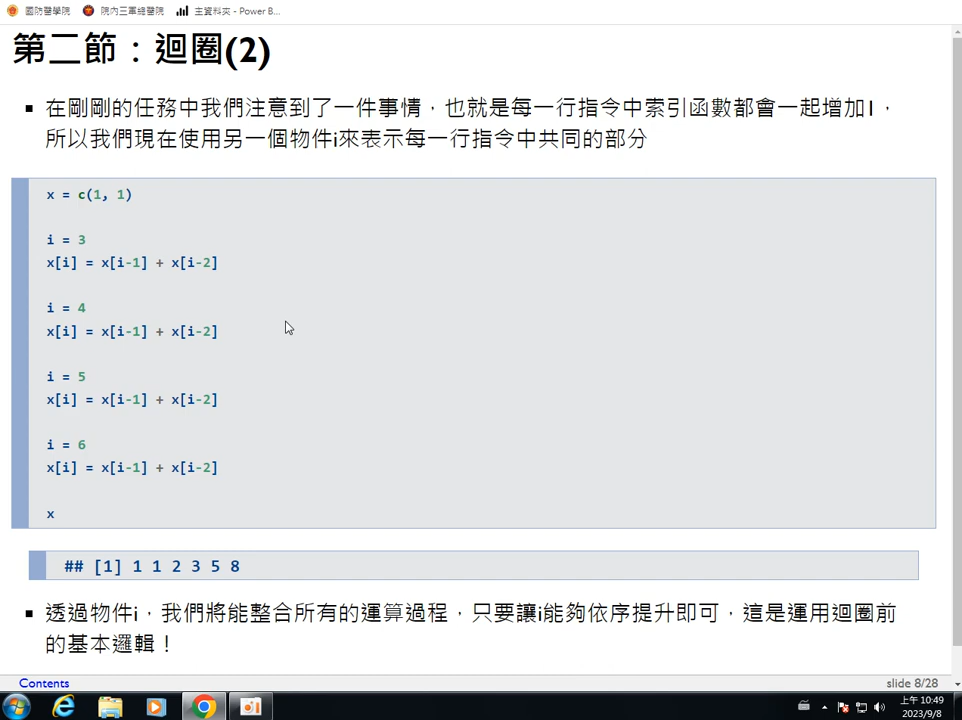 國防醫學院 院內三軍總醫院 主資料夾 - Power B...
第二節：迴圈(2)
在剛剛的任務中我們注意到了一件事情，也就是每一行指令中索引函數都會一起增加1，
所以我們現在使用另一個物件i來表示每一行指令中共同的部分
x = c(1, 1)
i = 3
x[i] = x[i-1] + x[i-2]
i = 4
x[i] = x[i-1] + x[i-2]
i = 5
x[i] = x[i-1] + x[i-2]
i = 6
x[i] = x[i-1] + x[i-2]
x
## [1] 1 1 2 3 5 8
透過物件i，我們將能整合所有的運算過程，只要讓i能夠依序提升即可，這是運用迴圈前
的基本邏輯！
Contents slide 8/28
上午 10:49
2023/9/8